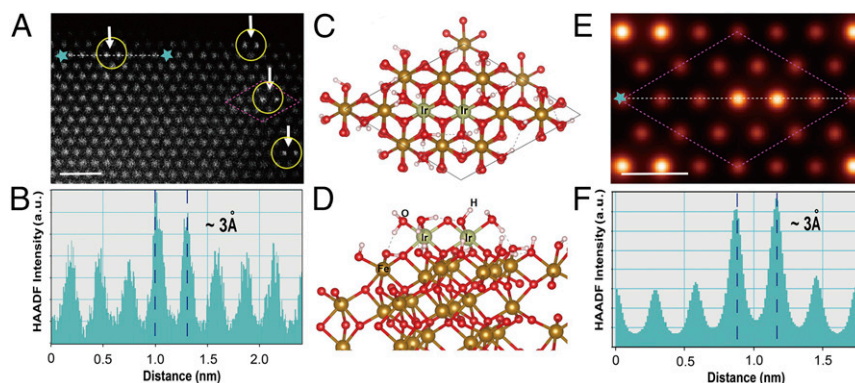 A
C
Ir Ir
E
B
HAADF Intensity (a.u.)
~ 3Å
0.0 0.5 1.0 1.5 2.0
Distance (nm)
D
O
H
Ir Ir
Fe
F
HAADF Intensity (a.u.)
~ 3Å
0 0.5 1.0 1.5
Distance (nm)